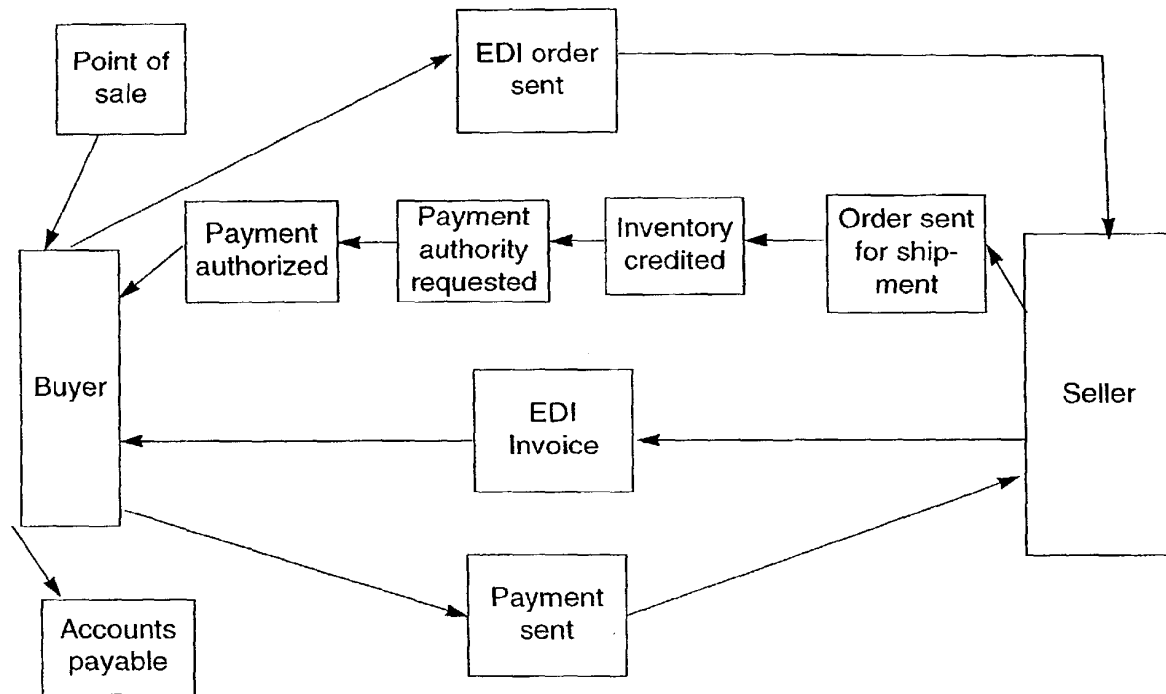 Point of
sale
EDI order
sent
Payment
authorized
Payment
authority
requested
Inventory
credited
Order sent
for ship-
ment
Buyer
EDI
Invoice
Seller
Payment
sent
Accounts
payable